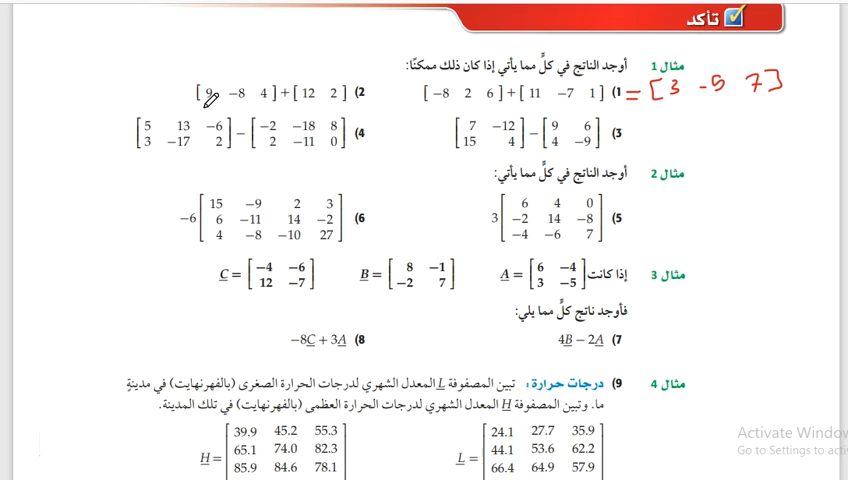 تأكد
مثال 1 أوجد الناتج في كلٍّ مما يأتي إذا كان ذلك ممكنًا:
(1 [ −8 2 6 ] + [ 11 −7 1 ] = [ 3 -5 7 ]
(2 [ 9 −8 4 ] + [ 12 2 ]
(3 [ 7 −12
15 4 ] − [ 9 6
4 −9 ]
(4 [ 5 13 −6
3 −17 2 ] − [ −2 −18 8
2 −11 0 ]
مثال 2 أوجد الناتج في كلٍّ مما يأتي:
(5 3 [ 6 4 0
−2 14 −8
−4 −6 7 ]
(6 −6 [ 15 −9 2 3
6 −11 14 −2
4 −8 −10 27 ]
مثال 3 إذا كانت A = [ 6 −4
3 −5 ]
B = [ 8 −1
−2 7 ]
C = [ −4 −6
12 −7 ]
فأوجد ناتج كلٍّ مما يلي:
(7 4B − 2A
(8 −8C + 3A
مثال 4 (9 درجات حرارة: تبين المصفوفة L المعدل الشهري لدرجات الحرارة الصغرى (بالفهرنهايت) في مدينةٍ
ما. وتبين المصفوفة H المعدل الشهري لدرجات الحرارة العظمى (بالفهرنهايت) في تلك المدينة.
L = [ 24.1 27.7 35.9
44.1 53.6 62.2
66.4 64.9 57.9 ]
H = [ 39.9 45.2 55.3
65.1 74.0 82.3
85.9 84.6 78.1 ]
Activate Window
Go to Settings to acti